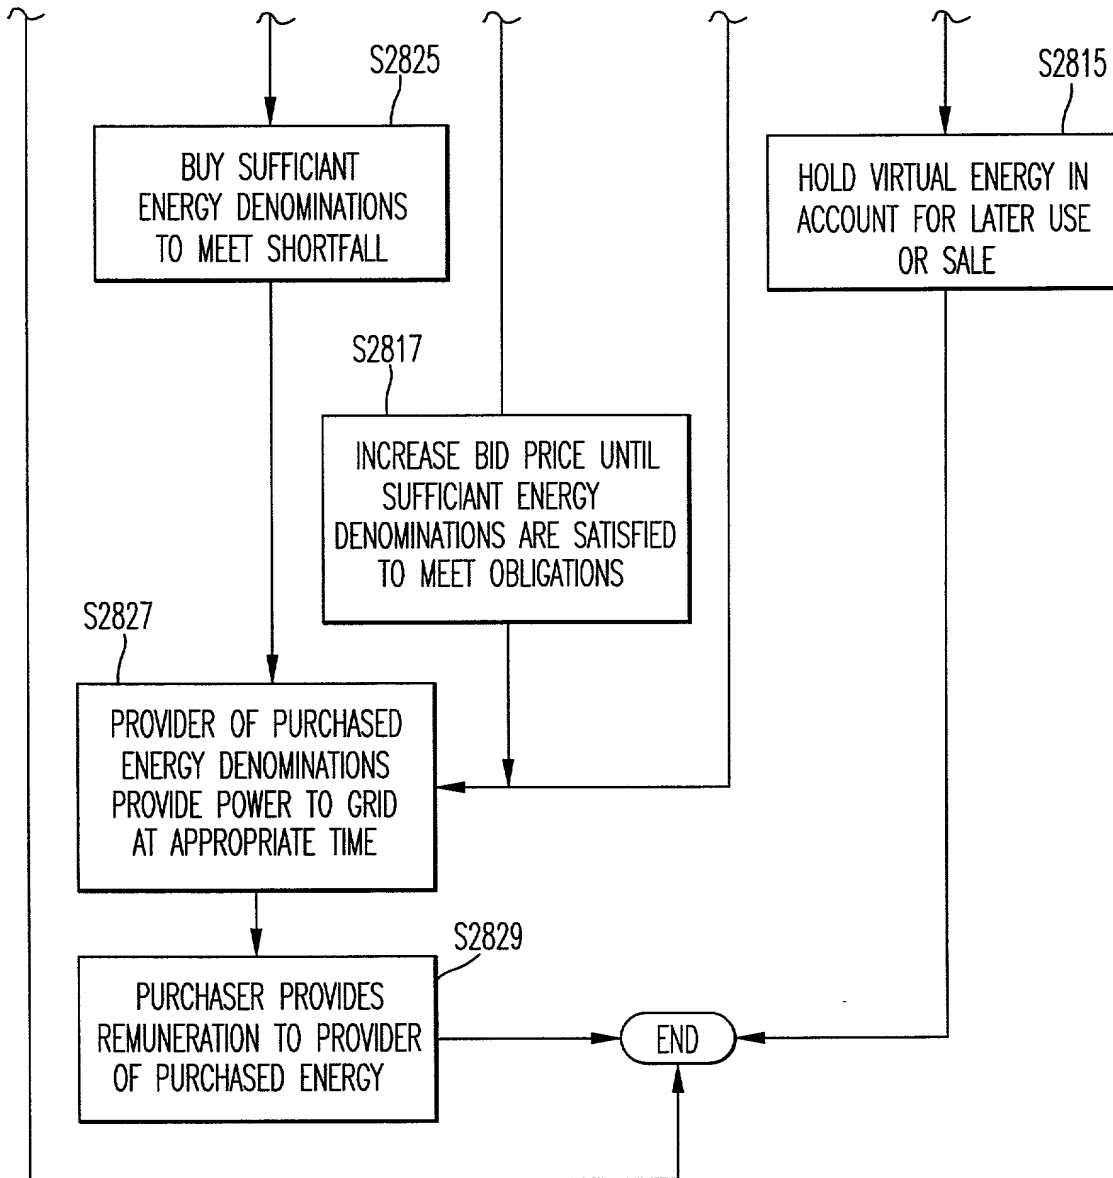 S2825
BUY SUFFICIANT
ENERGY DENOMINATIONS
TO MEET SHORTFALL
S2815
HOLD VIRTUAL ENERGY IN
ACCOUNT FOR LATER USE
OR SALE
S2817
INCREASE BID PRICE UNTIL
SUFFICIANT ENERGY
DENOMINATIONS ARE SATISFIED
TO MEET OBLIGATIONS
S2827
PROVIDER OF PURCHASED
ENERGY DENOMINATIONS
PROVIDE POWER TO GRID
AT APPROPRIATE TIME
S2829
PURCHASER PROVIDES
REMUNERATION TO PROVIDER
OF PURCHASED ENERGY
END